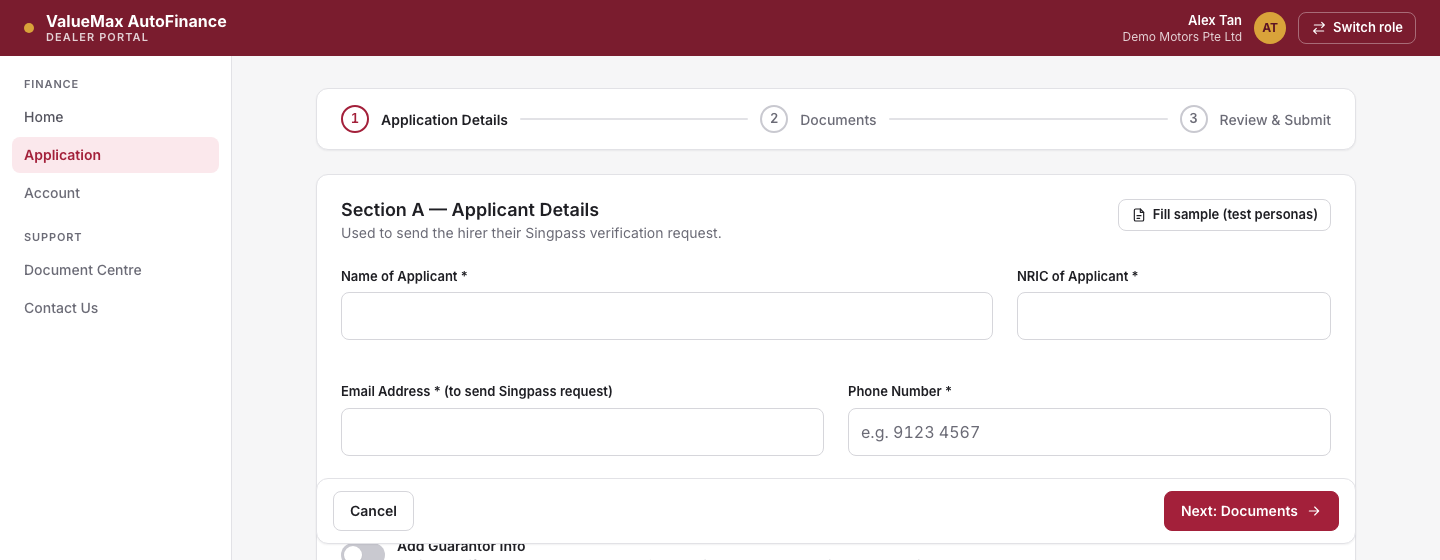 ValueMax AutoFinance
DEALER PORTAL
Alex Tan
Demo Motors Pte Ltd
AT
Switch role
FINANCE
Home
Application
Account
SUPPORT
Document Centre
Contact Us
1 Application Details
2 Documents
3 Review & Submit
Section A — Applicant Details
Used to send the hirer their Singpass verification request.
Fill sample (test personas)
Name of Applicant *
NRIC of Applicant *
Email Address * (to send Singpass request)
Phone Number *
e.g. 9123 4567
Cancel
Next: Documents
Add Guarantor Info